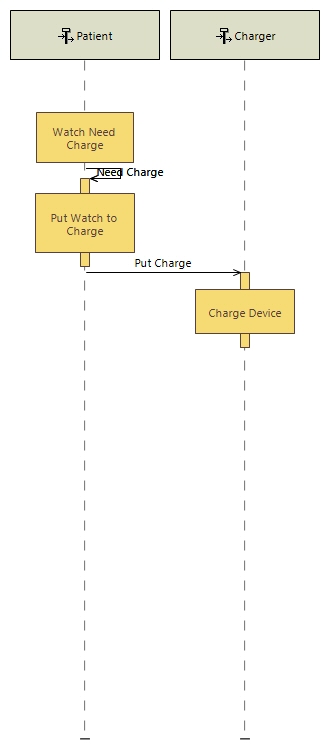 Patient
Charger
Watch Need
Charge
Need Charge
Put Watch to
Charge
Put Charge
Charge Device